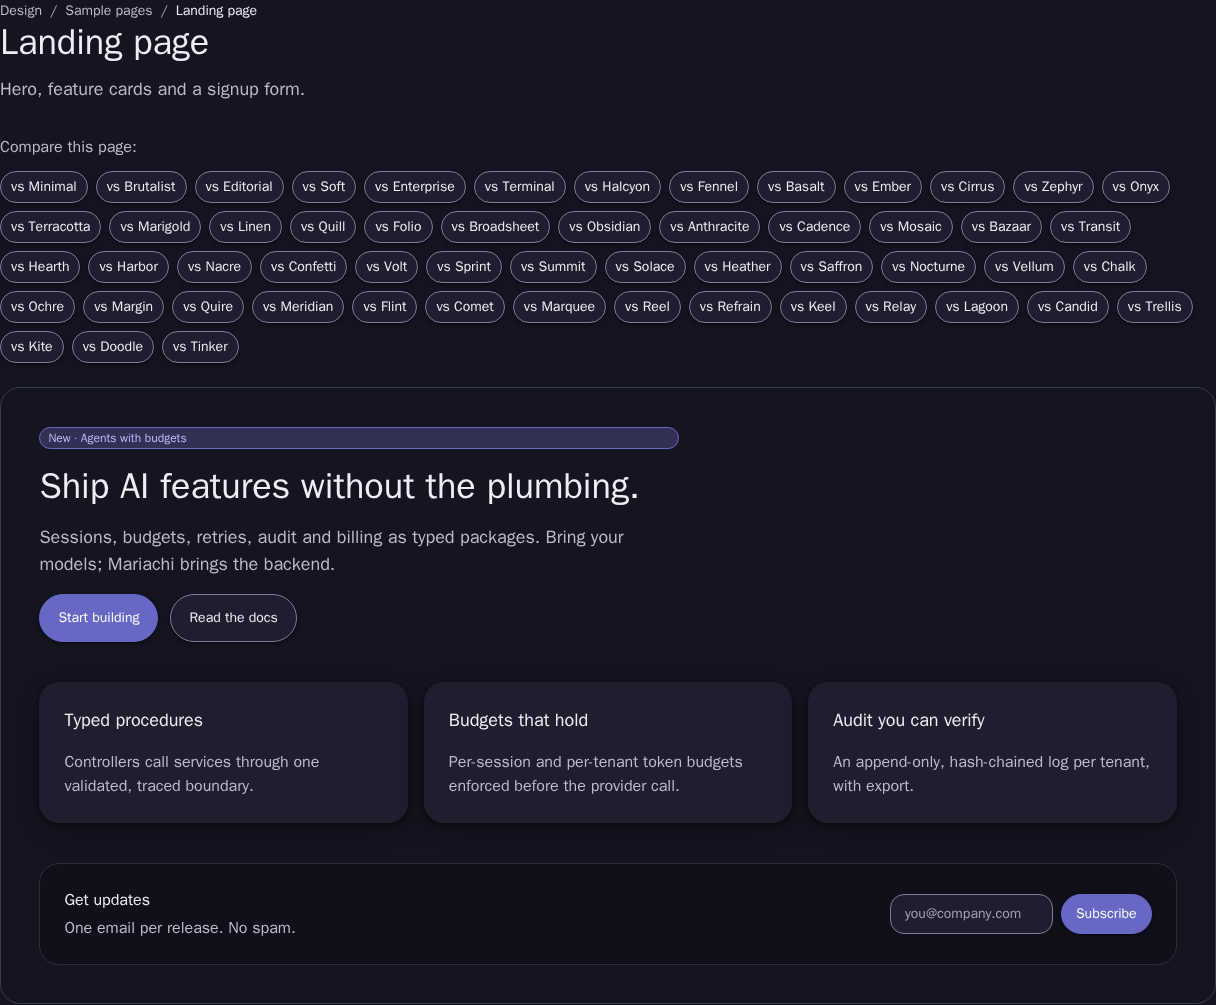 Design / Sample pages / Landing page
Landing page
Hero, feature cards and a signup form.
Compare this page:
vs Minimal vs Brutalist vs Editorial vs Soft vs Enterprise vs Terminal vs Halcyon vs Fennel vs Basalt vs Ember vs Cirrus vs Zephyr vs Onyx
vs Terracotta vs Marigold vs Linen vs Quill vs Folio vs Broadsheet vs Obsidian vs Anthracite vs Cadence vs Mosaic vs Bazaar vs Transit
vs Hearth vs Harbor vs Nacre vs Confetti vs Volt vs Sprint vs Summit vs Solace vs Heather vs Saffron vs Nocturne vs Vellum vs Chalk
vs Ochre vs Margin vs Quire vs Meridian vs Flint vs Comet vs Marquee vs Reel vs Refrain vs Keel vs Relay vs Lagoon vs Candid vs Trellis
vs Kite vs Doodle vs Tinker
New · Agents with budgets
Ship AI features without the plumbing.
Sessions, budgets, retries, audit and billing as typed packages. Bring your
models; Mariachi brings the backend.
Start building Read the docs
Typed procedures
Controllers call services through one
validated, traced boundary.
Budgets that hold
Per-session and per-tenant token budgets
enforced before the provider call.
Audit you can verify
An append-only, hash-chained log per tenant,
with export.
Get updates
One email per release. No spam.
you@company.com Subscribe